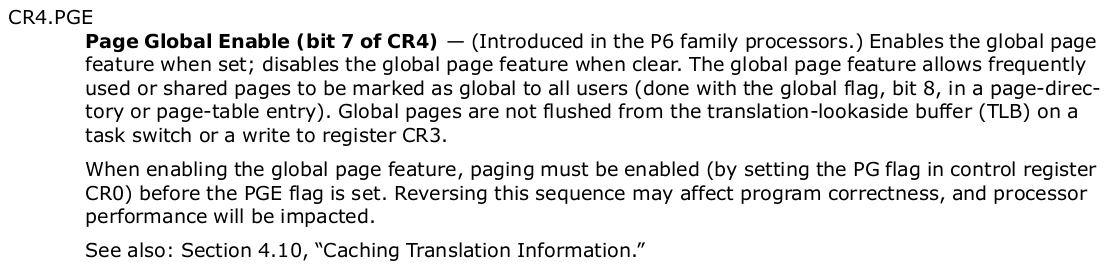 CR4.PGE
Page Global Enable (bit 7 of CR4) — (Introduced in the P6 family processors.) Enables the global page
feature when set; disables the global page feature when clear. The global page feature allows frequently
used or shared pages to be marked as global to all users (done with the global flag, bit 8, in a page-direc-
tory or page-table entry). Global pages are not flushed from the translation-lookaside buffer (TLB) on a
task switch or a write to register CR3.
When enabling the global page feature, paging must be enabled (by setting the PG flag in control register
CR0) before the PGE flag is set. Reversing this sequence may affect program correctness, and processor
performance will be impacted.
See also: Section 4.10, “Caching Translation Information.”